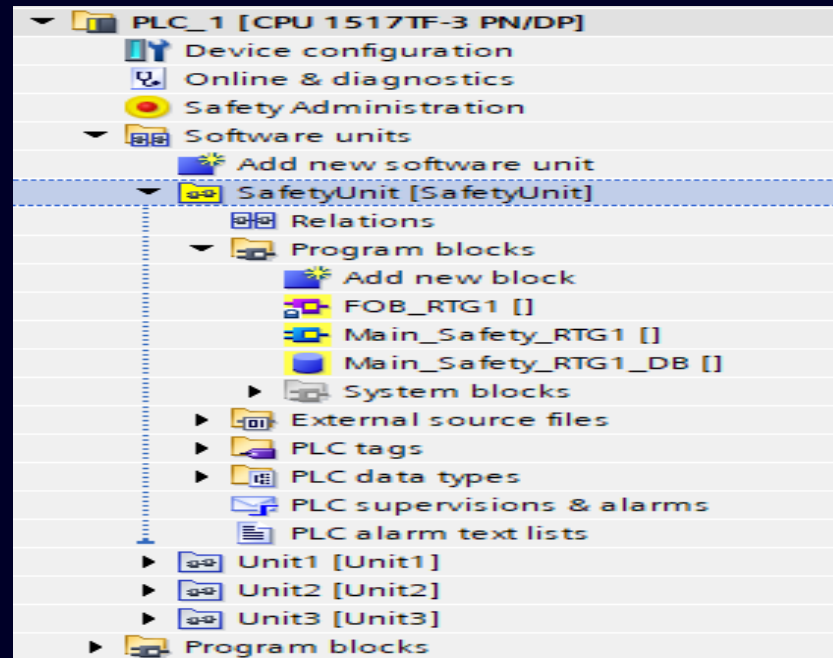 PLC_1 [CPU 1517TF-3 PN/DP]
Device configuration
Online & diagnostics
Safety Administration
Software units
Add new software unit
SafetyUnit [SafetyUnit]
Relations
Program blocks
Add new block
FOB_RTG1 []
Main_Safety_RTG1 []
Main_Safety_RTG1_DB []
System blocks
External source files
PLC tags
PLC data types
PLC supervisions & alarms
PLC alarm text lists
Unit1 [Unit1]
Unit2 [Unit2]
Unit3 [Unit3]
Program blocks